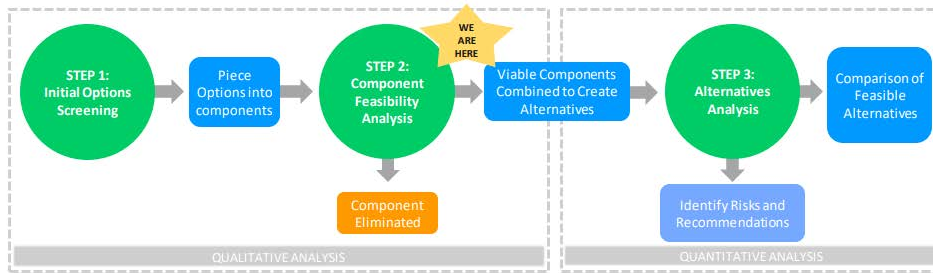 STEP 1:
Initial Options
Screening
Piece
Options into
components
STEP 2:
Component
Feasibility
Analysis
WE
ARE
HERE
Component
Eliminated
Viable Components
Combined to Create
Alternatives
STEP 3:
Alternatives
Analysis
Identify Risks and
Recommendations
Comparison of
Feasible
Alternatives
QUALITATIVE ANALYSIS
QUANTITATIVE ANALYSIS